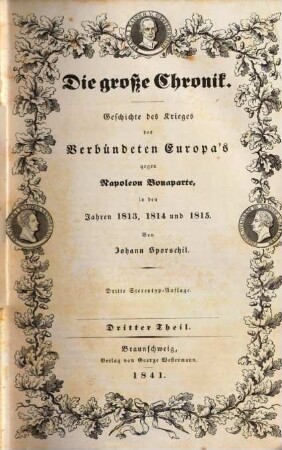 Die große Chronik.
Geschichte des Krieges
des
Verbündeten Europa's
gegen
Napoleon Bonaparte,
in den
Jahren 1813, 1814 und 1815.
Von
Johann Sporschil.
Dritte Stereotyp-Auflage.
Dritter Theil.
Braunschweig,
Verlag von George Westermann.
1841.